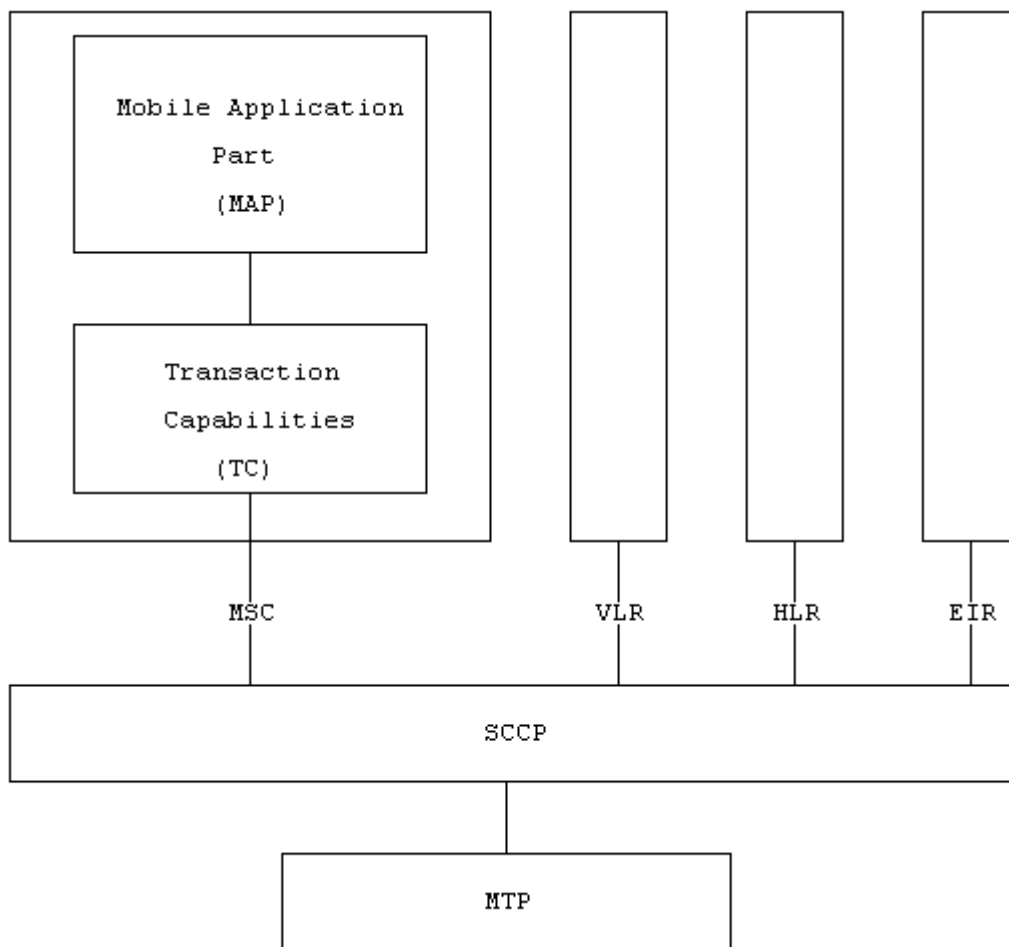 Mobile Application
Part
(MAP)
Transaction
Capabilities
(TC)
MSC
VLR
HLR
EIR
SCCP
MTP